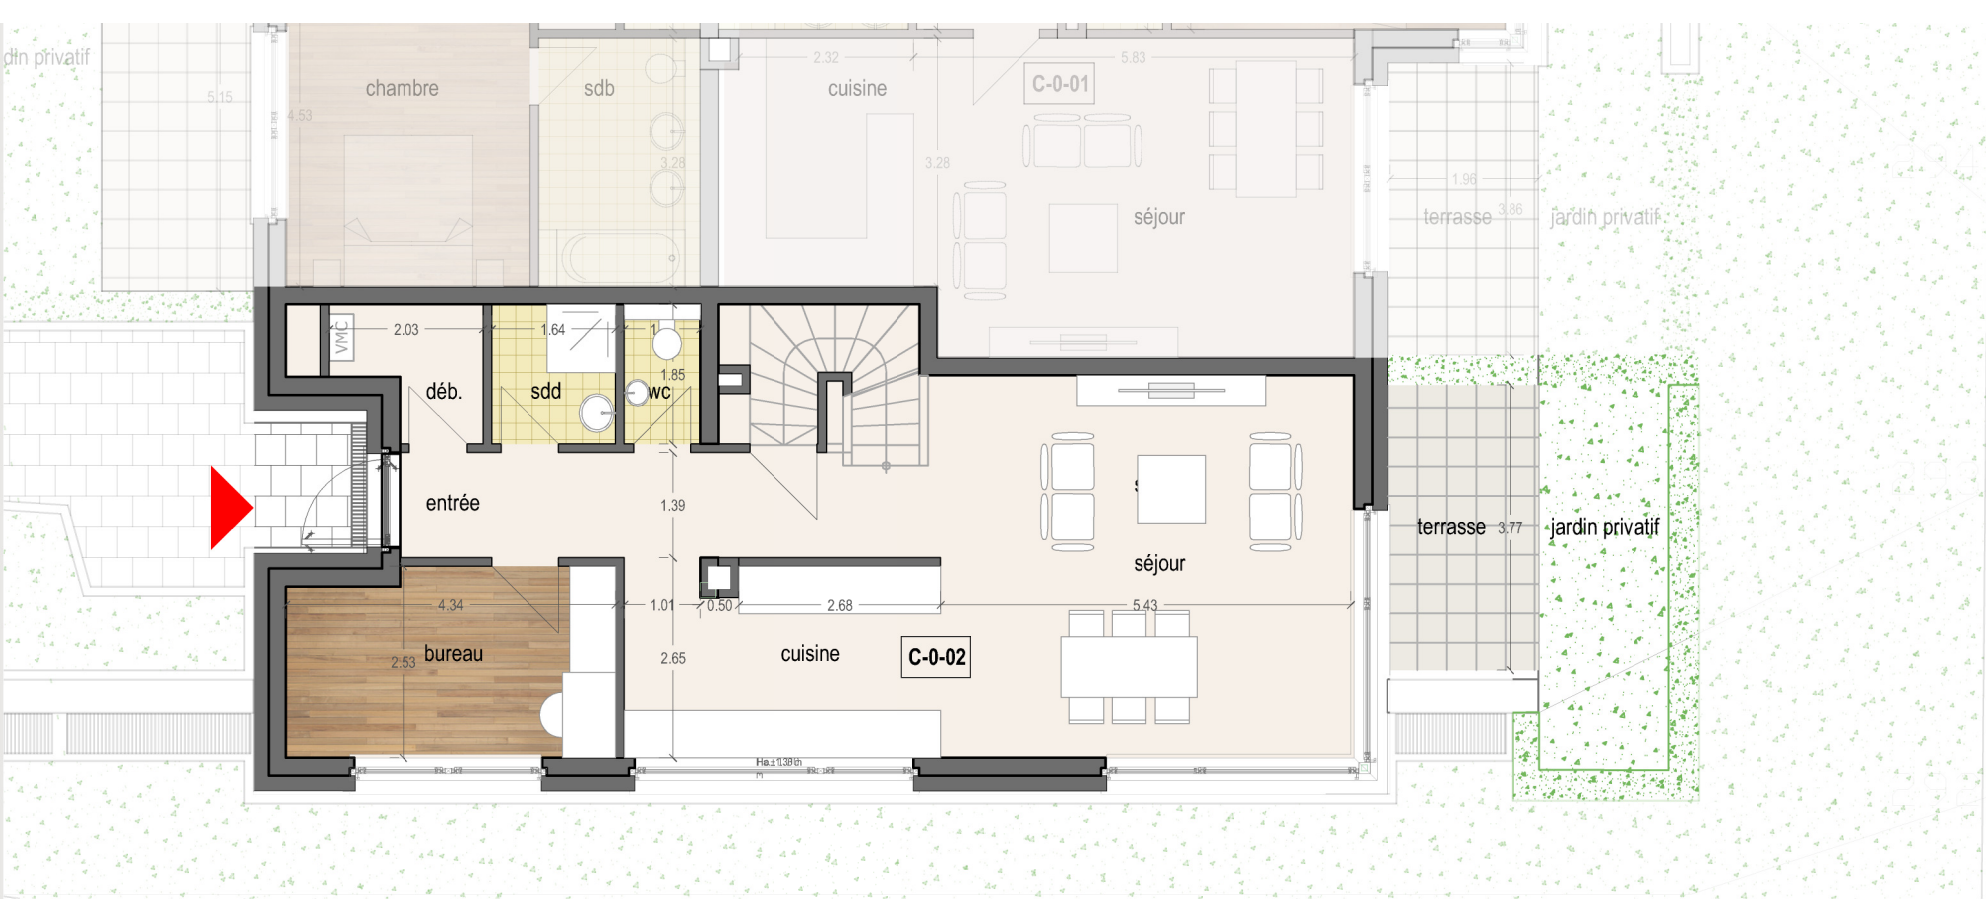 din privatif
5.15
4.53
chambre
sdb
3.28
2.32
cuisine
C-0-01
5.83
3.28
séjour
1.96
terrasse
3.86
jardin privatif
VMC
2.03
1.64
1
1.85
déb.
sdd
wc
entrée
1.39
séjour
terrasse
3.77
jardin privatif
4.34
1.01
0.50
2.68
5.43
2.53
bureau
2.65
cuisine
C-0-02